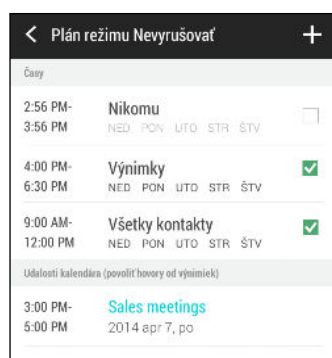 Plán režimu Nevyrušovať
Časy
2:56 PM- Nikomu
3:56 PM NED PON UTO STR ŠTV
4:00 PM- Výnimky
6:30 PM NED PON UTO STR ŠTV
9:00 AM- Všetky kontakty
12:00 PM NED PON UTO STR ŠTV
Udalosti kalendára (povoliť hovory od výnimiek)
3:00 PM- Sales meetings
5:00 PM 2014 apr 7, po